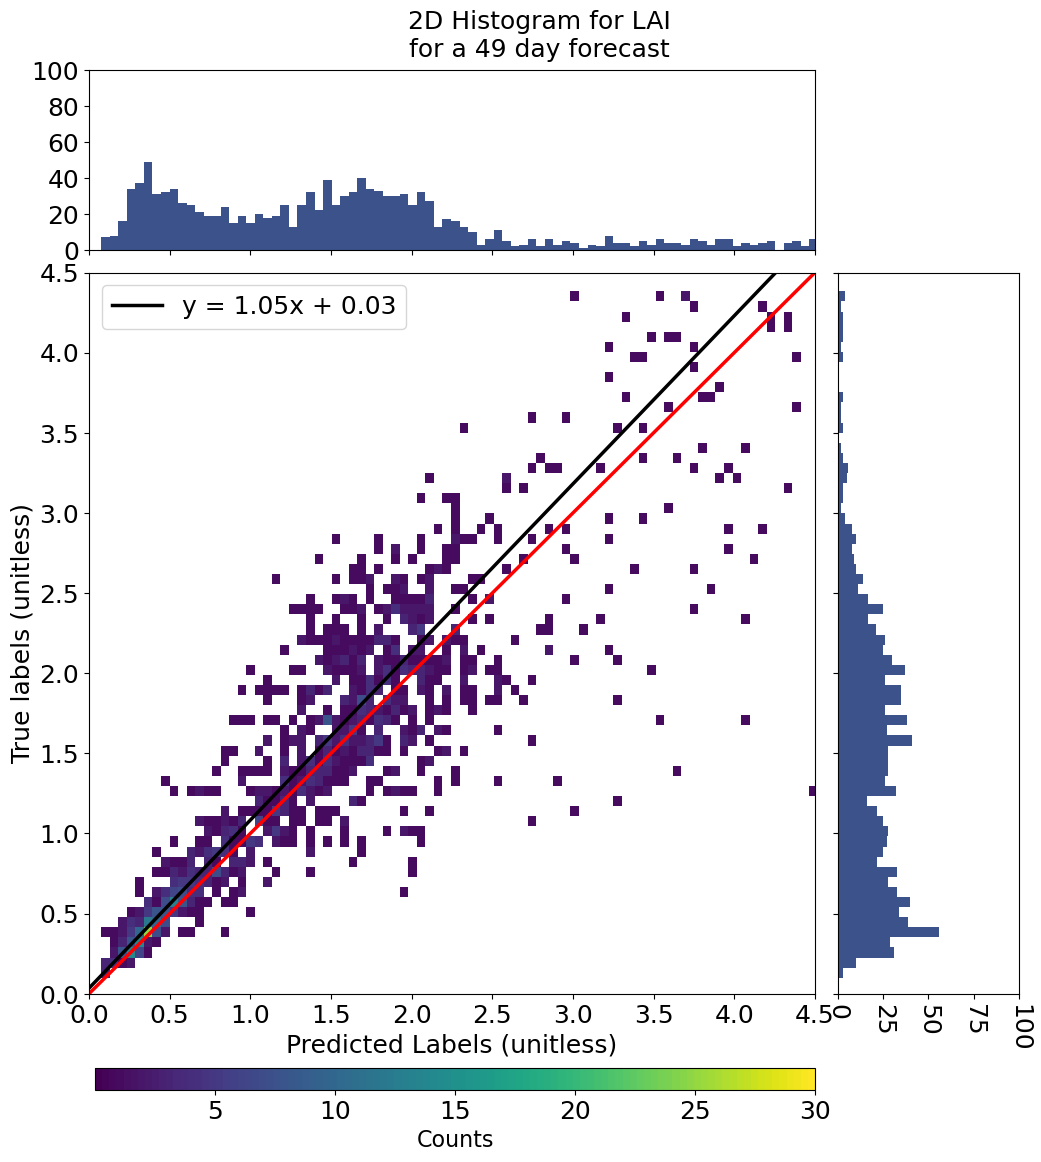 2D Histogram for LAI
for a 49 day forecast
100
80
60
40
20
0
4.5
4.0
3.5
3.0
2.5
2.0
1.5
1.0
0.5
0.0
True labels (unitless)
y = 1.05x + 0.03
0.0 0.5 1.0 1.5 2.0 2.5 3.0 3.5 4.0 4.5
Predicted Labels (unitless)
0 25 50 75 100
5 10 15 20 25 30
Counts